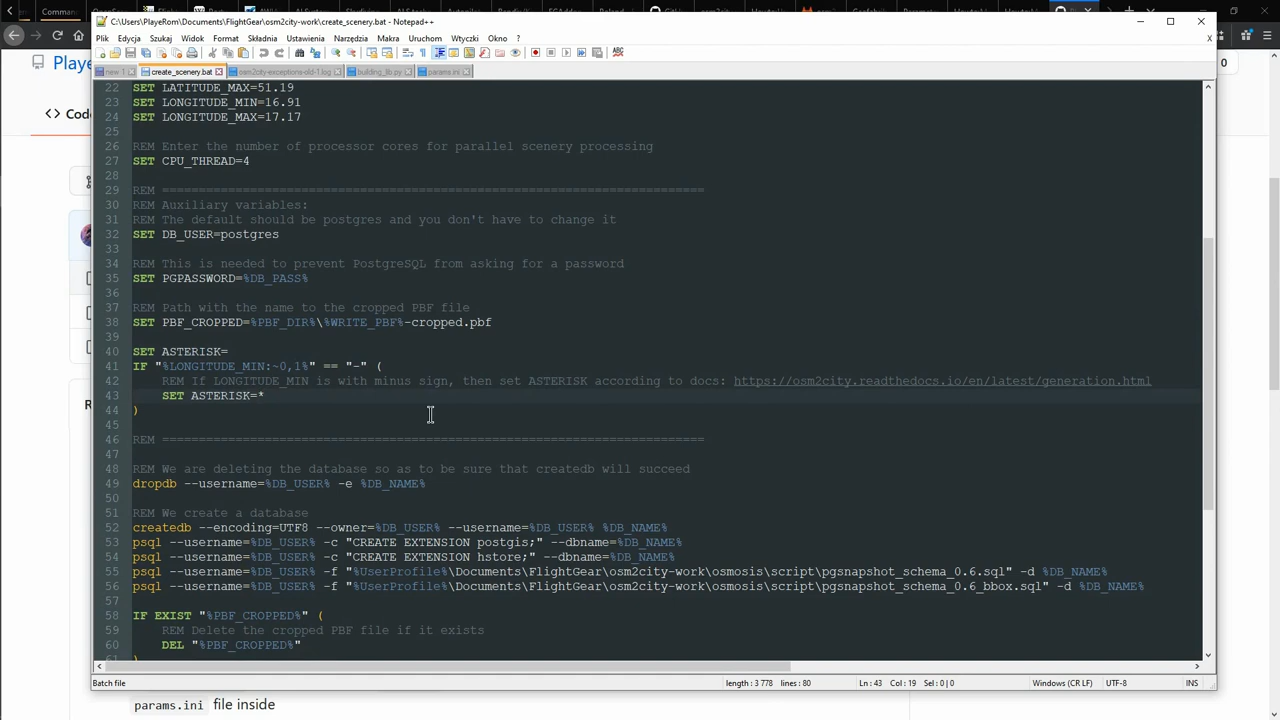 Comman
C:\Users\PlayeRom\Documents\FlightGear\osm2city-work\create_scenery.bat - Notepad++
Plik Edycja Szukaj Widok Format Składnia Ustawienia Narzędzia Makra Uruchom Wtyczki Okno ?
new 1 create_scenery.bat osm2city-exceptions-old-1.log building_lib.py params.ini
Playe
0
<> Cod
22 SET LATITUDE_MAX=51.19
23 SET LONGITUDE_MIN=16.91
24 SET LONGITUDE_MAX=17.17
25
26 REM Enter the number of processor cores for parallel scenery processing
27 SET CPU_THREAD=4
28
29 REM ==========================================================================
30 REM Auxiliary variables:
31 REM The default should be postgres and you don't have to change it
32 SET DB_USER=postgres
33
34 REM This is needed to prevent PostgreSQL from asking for a password
35 SET PGPASSWORD=%DB_PASS%
36
37 REM Path with the name to the cropped PBF file
38 SET PBF_CROPPED=%PBF_DIR%\%WRITE_PBF%-cropped.pbf
39
40 SET ASTERISK=
41 IF "%LONGITUDE_MIN:~0,1%" == "-" (
42 REM If LONGITUDE_MIN is with minus sign, then set ASTERISK according to docs: https://osm2city.readthedocs.io/en/latest/generation.html
43 SET ASTERISK=*
44 )
45
46 REM ==========================================================================
47
48 REM We are deleting the database so as to be sure that createdb will succeed
49 dropdb --username=%DB_USER% -e %DB_NAME%
50
51 REM We create a database
52 createdb --encoding=UTF8 --owner=%DB_USER% --username=%DB_USER% %DB_NAME%
53 psql --username=%DB_USER% -c "CREATE EXTENSION postgis;" --dbname=%DB_NAME%
54 psql --username=%DB_USER% -c "CREATE EXTENSION hstore;" --dbname=%DB_NAME%
55 psql --username=%DB_USER% -f "%UserProfile%\Documents\FlightGear\osm2city-work\osmosis\script\pgsnapshot_schema_0.6.sql" -d %DB_NAME%
56 psql --username=%DB_USER% -f "%UserProfile%\Documents\FlightGear\osm2city-work\osmosis\script\pgsnapshot_schema_0.6_bbox.sql" -d %DB_NAME%
57
58 IF EXIST "%PBF_CROPPED%" (
59 REM Delete the cropped PBF file if it exists
60 DEL "%PBF_CROPPED%"
61 )
Batch file length : 3 778 lines : 80 Ln : 43 Col : 19 Sel : 0 | 0 Windows (CR LF) UTF-8 INS
params.ini file inside